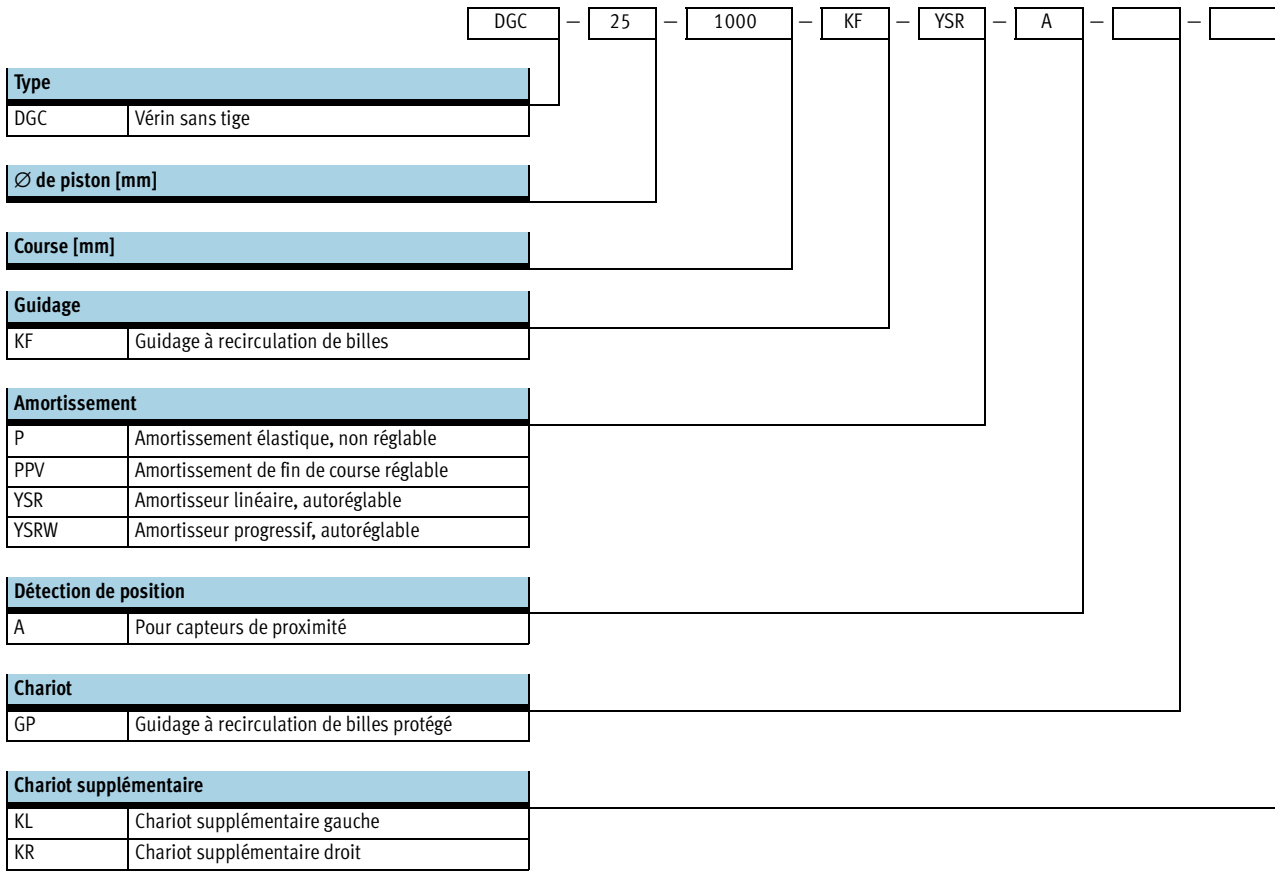 DGC – 25 – 1000 – KF – YSR – A – –
Type
DGC Vérin sans tige
∅ de piston [mm]
Course [mm]
Guidage
KF Guidage à recirculation de billes
Amortissement
P Amortissement élastique, non réglable
PPV Amortissement de fin de course réglable
YSR Amortisseur linéaire, autoréglable
YSRW Amortisseur progressif, autoréglable
Détection de position
A Pour capteurs de proximité
Chariot
GP Guidage à recirculation de billes protégé
Chariot supplémentaire
KL Chariot supplémentaire gauche
KR Chariot supplémentaire droit